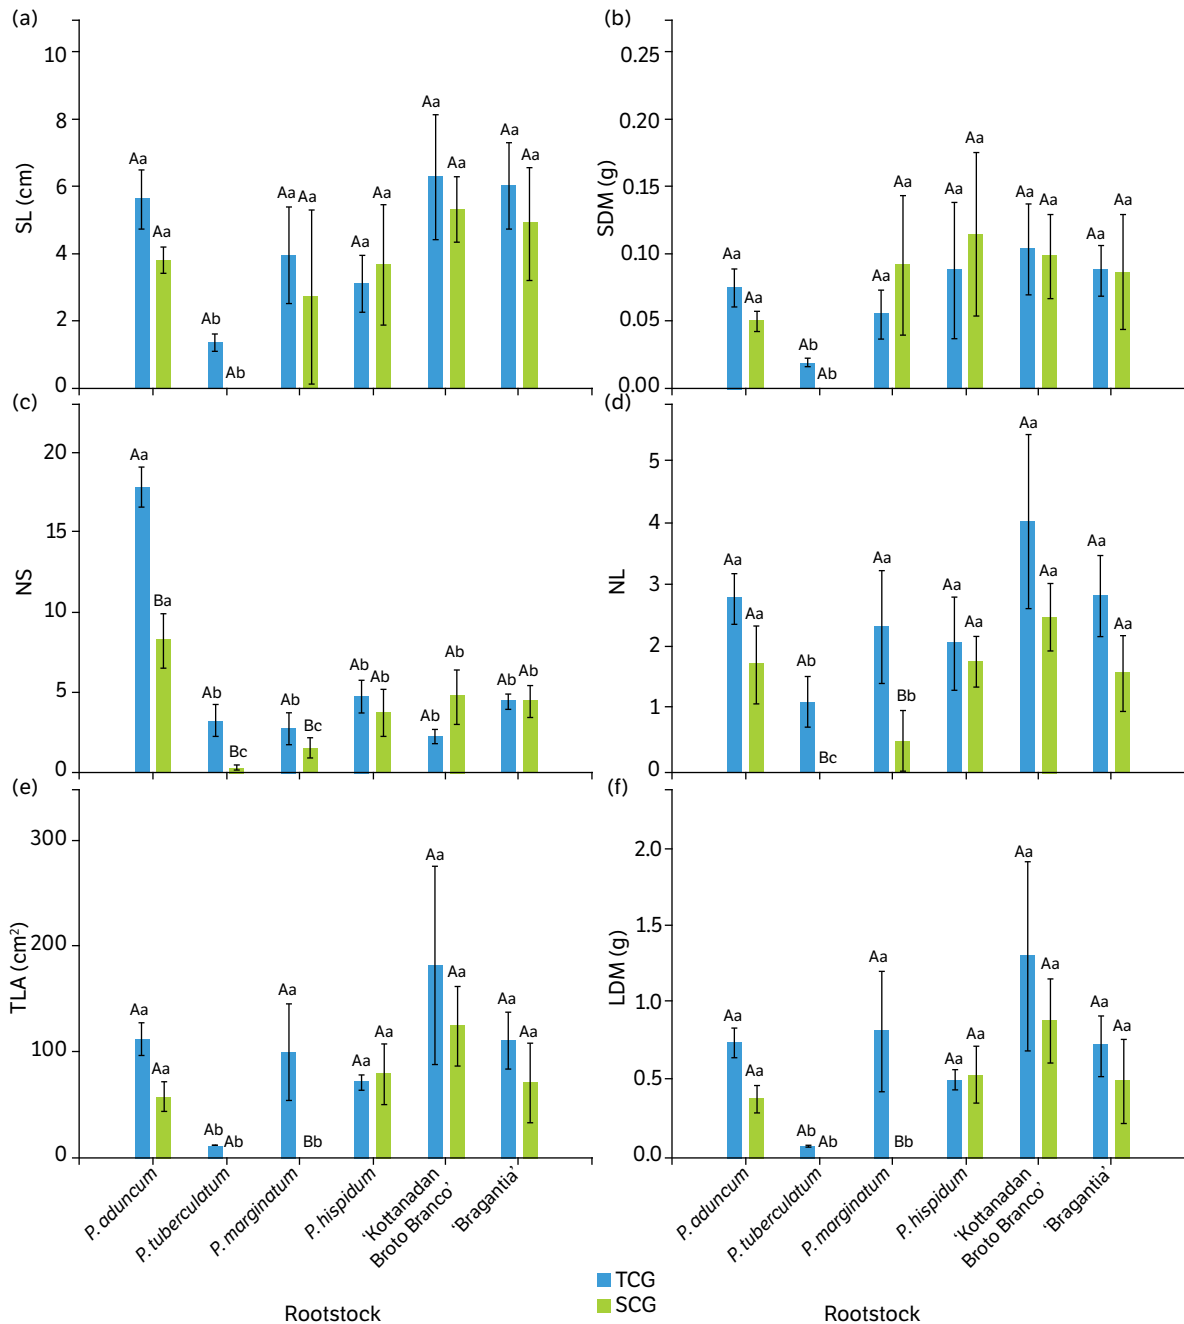 (a)
10
8
6
4
2
0
SL (cm)
Aa
Aa
Ab
Ab
Aa
Aa
Aa
Aa
Aa
Aa
Aa
Aa
(b)
0.25
0.20
0.15
0.10
0.05
0.00
SDM (g)
Aa
Aa
Ab
Ab
Aa
Aa
Aa
Aa
Aa
Aa
Aa
Aa
(c)
20
15
10
5
0
NS
Aa
Ba
Ab
Bc
Ab
Bc
Ab
Ab
Ab
Ab
Ab
Ab
(d)
5
4
3
2
1
0
NL
Aa
Aa
Ab
Bc
Aa
Bb
Aa
Aa
Aa
Aa
Aa
Aa
(e)
300
200
100
0
TLA (cm²)
Aa
Aa
Ab
Ab
Aa
Bb
Aa
Aa
Aa
Aa
Aa
Aa
P. aduncum
P. tuberculatum
P. marginatum
P. hispidum
‘Kottanadan
Broto Branco’
‘Bragantia’
Rootstock
(f)
2.0
1.5
1.0
0.5
0.0
LDM (g)
Aa
Aa
Ab
Ab
Aa
Bb
Aa
Aa
Aa
Aa
Aa
Aa
P. aduncum
P. tuberculatum
P. marginatum
P. hispidum
‘Kottanadan
Broto Branco’
‘Bragantia’
Rootstock
TCG
SCG